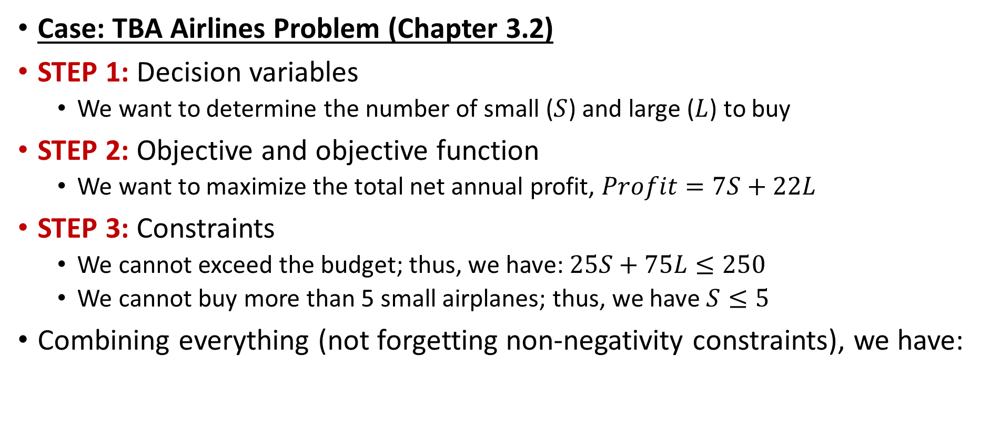 • Case: TBA Airlines Problem (Chapter 3.2)
• STEP 1: Decision variables
• We want to determine the number of small (S) and large (L) to buy
• STEP 2: Objective and objective function
• We want to maximize the total net annual profit, Profit = 7S + 22L
• STEP 3: Constraints
• We cannot exceed the budget; thus, we have: 25S + 75L ≤ 250
• We cannot buy more than 5 small airplanes; thus, we have S ≤ 5
• Combining everything (not forgetting non-negativity constraints), we have: